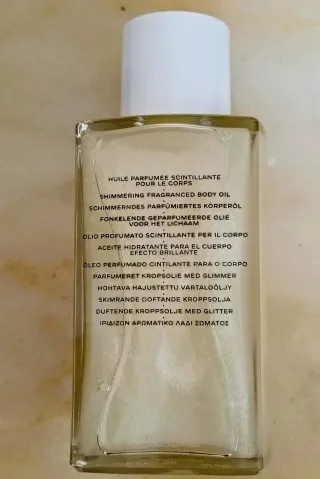 HUILE PARFUMÉE SCINTILLANTE
POUR LE CORPS
SHIMMERING FRAGRANCED BODY OIL
SCHIMMERNDES PARFÜMIERTES KÖRPERÖL
FONKELENDE GEPARFUMEERDE OLIE
VOOR HET LICHAAM
OLIO PROFUMATO SCINTILLANTE PER IL CORPO
ACEITE HIDRATANTE PARA EL CUERPO
EFECTO BRILLANTE
ÓLEO PERFUMADO CINTILANTE PARA O CORPO
PARFUMERET KROPSOLIE MED GLIMMER
HOHTAVA HAJUSTETTU VARTALOÖLJY
SKIMRANDE DOFTANDE KROPPSOLJA
DUFTENDE KROPPSOLJE MED GLITTER
ΙΡΙΔΙΖΟΝ ΑΡΩΜΑΤΙΚΟ ΛΑΔΙ ΣΩΜΑΤΟΣ